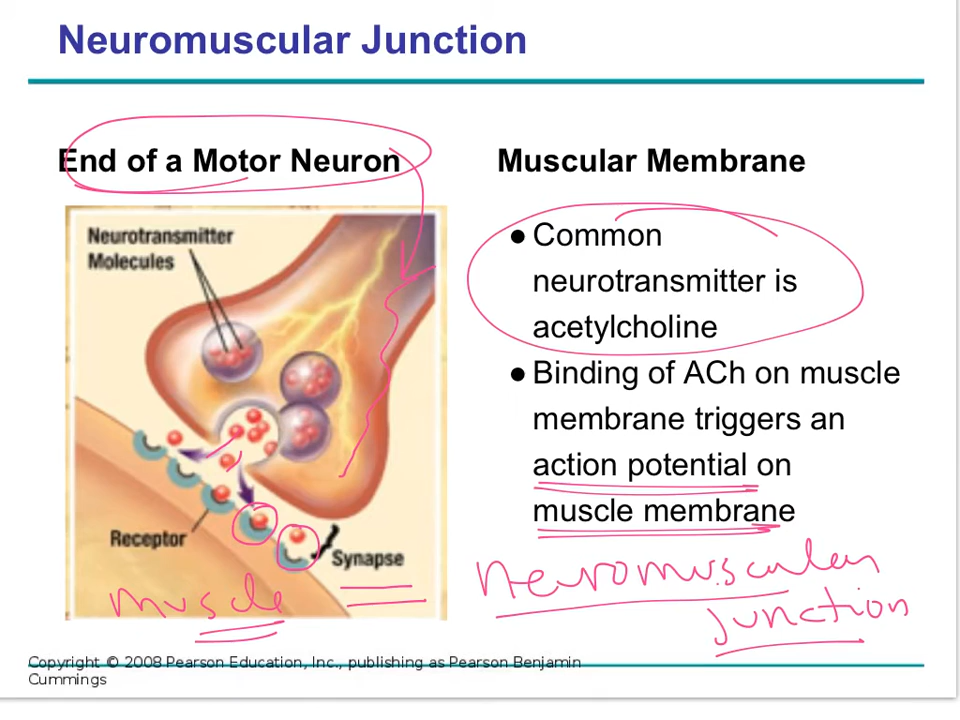 Neuromuscular Junction
End of a Motor Neuron
Neurotransmitter
Molecules
Receptor
Synapse
muscle
Muscular Membrane
● Common
neurotransmitter is
acetylcholine
● Binding of ACh on muscle
membrane triggers an
action potential on
muscle membrane
Neuromuscular
junction
Copyright © 2008 Pearson Education, Inc., publishing as Pearson Benjamin
Cummings